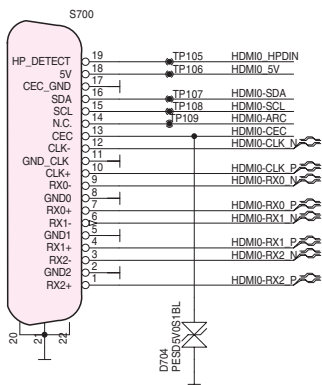 S700
HP_DETECT 19 TP105 HDMI0_HPDIN
5V 18 TP106 HDMI0_5V
CEC_GND 17
SDA 16 TP107 HDMI0-SDA
SCL 15 TP108 HDMI0-SCL
N.C. 14 TP109 HDMI0-ARC
CEC 13 HDMI0-CEC
CLK- 12 HDMI0-CLK_N
GND_CLK 11
CLK+ 10 HDMI0-CLK_P
RX0- 9 HDMI0-RX0_N
GND0 8
RX0+ 7 HDMI0-RX0_P
RX1- 6 HDMI0-RX1_N
GND1 5
RX1+ 4 HDMI0-RX1_P
RX2- 3 HDMI0-RX2_N
GND2 2
RX2+ 1 HDMI0-RX2_P
20 21 22
D704
PESD5V0S1BL